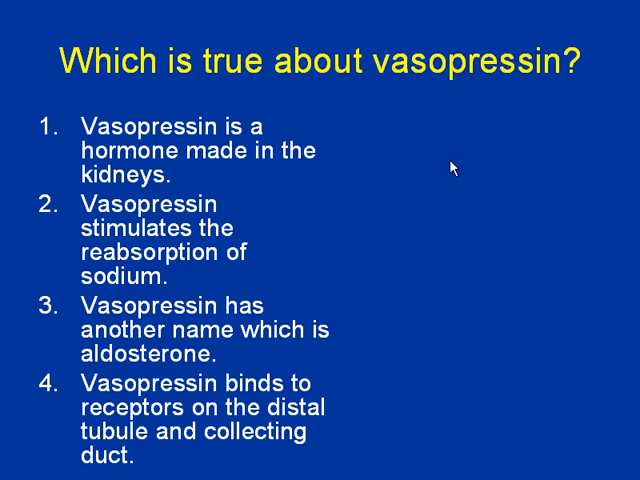 Which is true about vasopressin?
1. Vasopressin is a
hormone made in the
kidneys.
2. Vasopressin
stimulates the
reabsorption of
sodium.
3. Vasopressin has
another name which is
aldosterone.
4. Vasopressin binds to
receptors on the distal
tubule and collecting
duct.